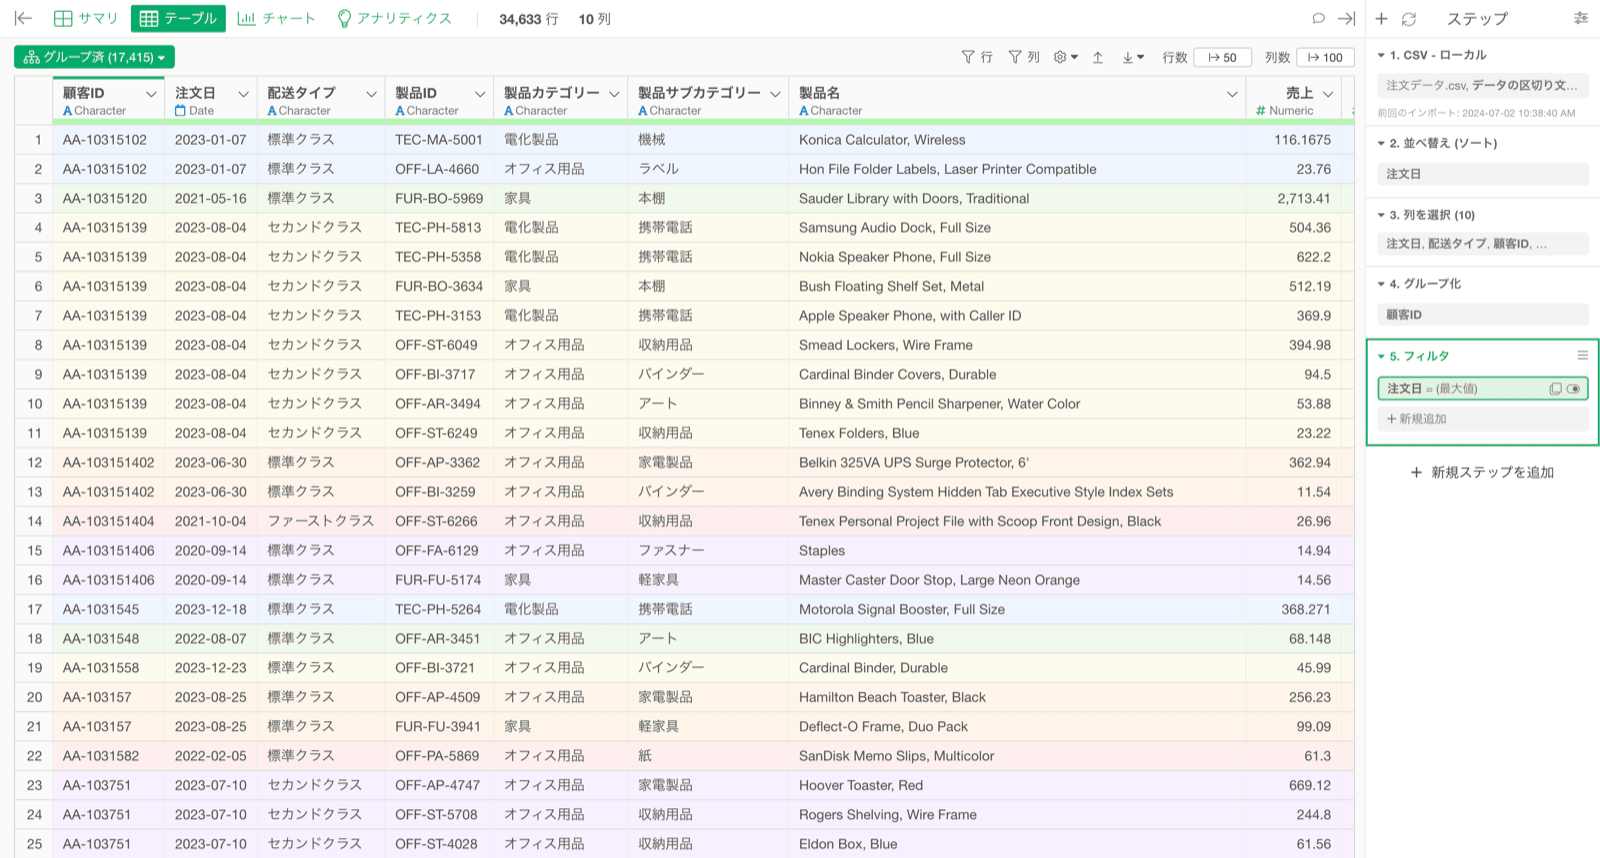 サマリ テーブル チャート アナリティクス 34,633 行 10 列
グループ済 (17,415) 行 列 行数 50 列数 100
顧客ID 注文日 配送タイプ 製品ID 製品カテゴリー 製品サブカテゴリー 製品名 売上
Character Date Character Character Character Character Character # Numeric
1 AA-10315102 2023-01-07 標準クラス TEC-MA-5001 電化製品 機械 Konica Calculator, Wireless 116.1675
2 AA-10315102 2023-01-07 標準クラス OFF-LA-4660 オフィス用品 ラベル Hon File Folder Labels, Laser Printer Compatible 23.76
3 AA-10315120 2021-05-16 標準クラス FUR-BO-5969 家具 本棚 Sauder Library with Doors, Traditional 2,713.41
4 AA-10315139 2023-08-04 セカンドクラス TEC-PH-5813 電化製品 携帯電話 Samsung Audio Dock, Full Size 504.36
5 AA-10315139 2023-08-04 セカンドクラス TEC-PH-5358 電化製品 携帯電話 Nokia Speaker Phone, Full Size 622.2
6 AA-10315139 2023-08-04 セカンドクラス FUR-BO-3634 家具 本棚 Bush Floating Shelf Set, Metal 512.19
7 AA-10315139 2023-08-04 セカンドクラス TEC-PH-3153 電化製品 携帯電話 Apple Speaker Phone, with Caller ID 369.9
8 AA-10315139 2023-08-04 セカンドクラス OFF-ST-6049 オフィス用品 収納用品 Smead Lockers, Wire Frame 394.98
9 AA-10315139 2023-08-04 セカンドクラス OFF-BI-3717 オフィス用品 バインダー Cardinal Binder Covers, Durable 94.5
10 AA-10315139 2023-08-04 セカンドクラス OFF-AR-3494 オフィス用品 アート Binney & Smith Pencil Sharpener, Water Color 53.88
11 AA-10315139 2023-08-04 セカンドクラス OFF-ST-6249 オフィス用品 収納用品 Tenex Folders, Blue 23.22
12 AA-103151402 2023-06-30 標準クラス OFF-AP-3362 オフィス用品 家電製品 Belkin 325VA UPS Surge Protector, 6' 362.94
13 AA-103151402 2023-06-30 標準クラス OFF-BI-3259 オフィス用品 バインダー Avery Binding System Hidden Tab Executive Style Index Sets 11.54
14 AA-103151404 2021-10-04 ファーストクラス OFF-ST-6266 オフィス用品 収納用品 Tenex Personal Project File with Scoop Front Design, Black 26.96
15 AA-103151406 2020-09-14 標準クラス OFF-FA-6129 オフィス用品 ファスナー Staples 14.94
16 AA-103151406 2020-09-14 標準クラス FUR-FU-5174 家具 軽家具 Master Caster Door Stop, Large Neon Orange 14.56
17 AA-1031545 2023-12-18 標準クラス TEC-PH-5264 電化製品 携帯電話 Motorola Signal Booster, Full Size 368.271
18 AA-1031548 2022-08-07 標準クラス OFF-AR-3451 オフィス用品 アート BIC Highlighters, Blue 68.148
19 AA-1031558 2023-12-23 標準クラス OFF-BI-3721 オフィス用品 バインダー Cardinal Binder, Durable 45.99
20 AA-103157 2023-08-25 標準クラス OFF-AP-4509 オフィス用品 家電製品 Hamilton Beach Toaster, Black 256.23
21 AA-103157 2023-08-25 標準クラス FUR-FU-3941 家具 軽家具 Deflect-O Frame, Duo Pack 99.09
22 AA-1031582 2022-02-05 標準クラス OFF-PA-5869 オフィス用品 紙 SanDisk Memo Slips, Multicolor 61.3
23 AA-103751 2023-07-10 セカンドクラス OFF-AP-4747 オフィス用品 家電製品 Hoover Toaster, Red 669.12
24 AA-103751 2023-07-10 セカンドクラス OFF-ST-5708 オフィス用品 収納用品 Rogers Shelving, Wire Frame 244.8
25 AA-103751 2023-07-10 セカンドクラス OFF-ST-4028 オフィス用品 収納用品 Eldon Box, Blue 61.56
ステップ
1. CSV - ローカル
注文データ.csv, データの区切り文...
前回のインポート: 2024-07-02 10:38:40 AM
2. 並べ替え (ソート)
注文日
3. 列を選択 (10)
注文日, 配送タイプ, 顧客ID, ...
4. グループ化
顧客ID
5. フィルタ
注文日 = (最大値)
+ 新規追加
+ 新規ステップを追加